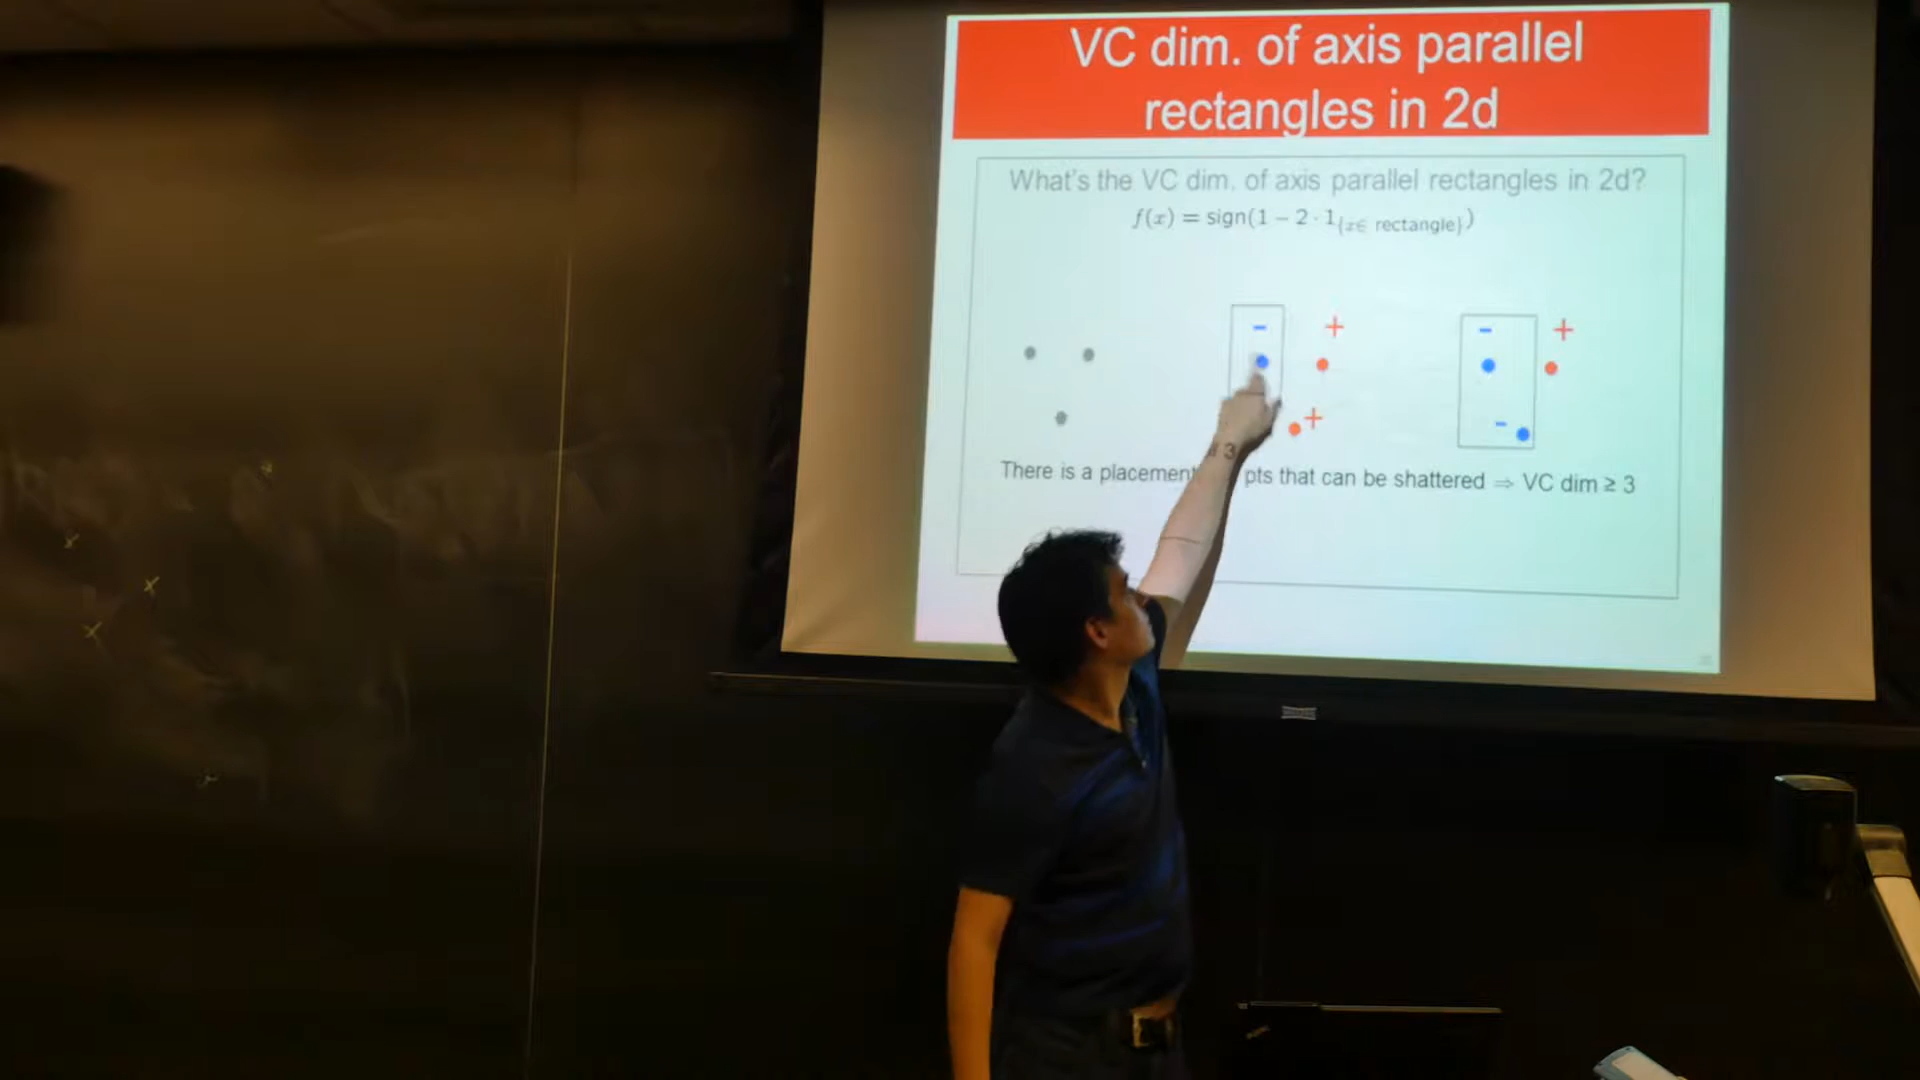 VC dim. of axis parallel
rectangles in 2d
What's the VC dim. of axis parallel rectangles in 2d?
f(x) = sign(1 − 2 · 1{x∈ rectangle})
- +
- +
+
-
There is a placement 3 pts that can be shattered ⇒ VC dim ≥ 3